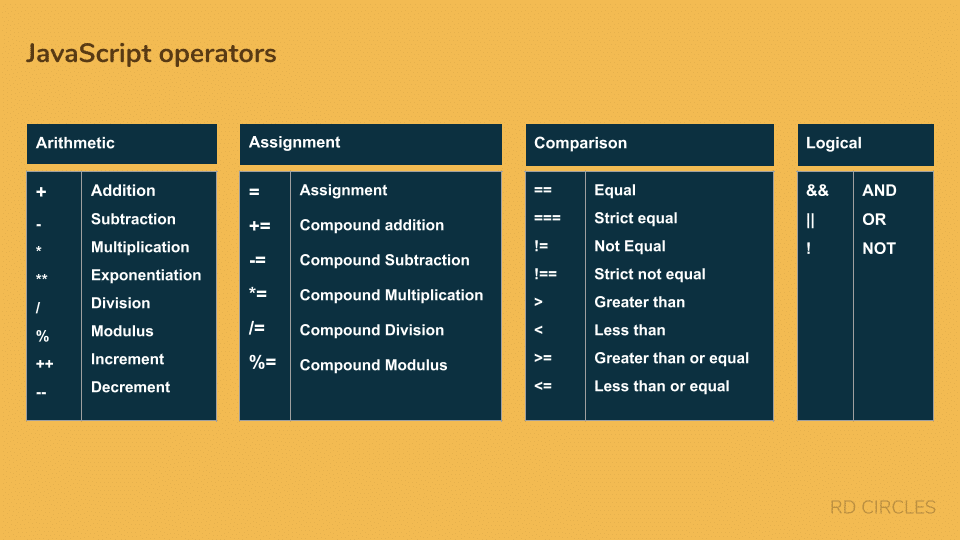 JavaScript operators
Arithmetic
+ Addition
- Subtraction
* Multiplication
** Exponentiation
/ Division
% Modulus
++ Increment
-- Decrement
Assignment
= Assignment
+= Compound addition
-= Compound Subtraction
*= Compound Multiplication
/= Compound Division
%= Compound Modulus
Comparison
== Equal
=== Strict equal
!= Not Equal
!== Strict not equal
> Greater than
< Less than
>= Greater than or equal
<= Less than or equal
Logical
&& AND
|| OR
! NOT
RD CIRCLES